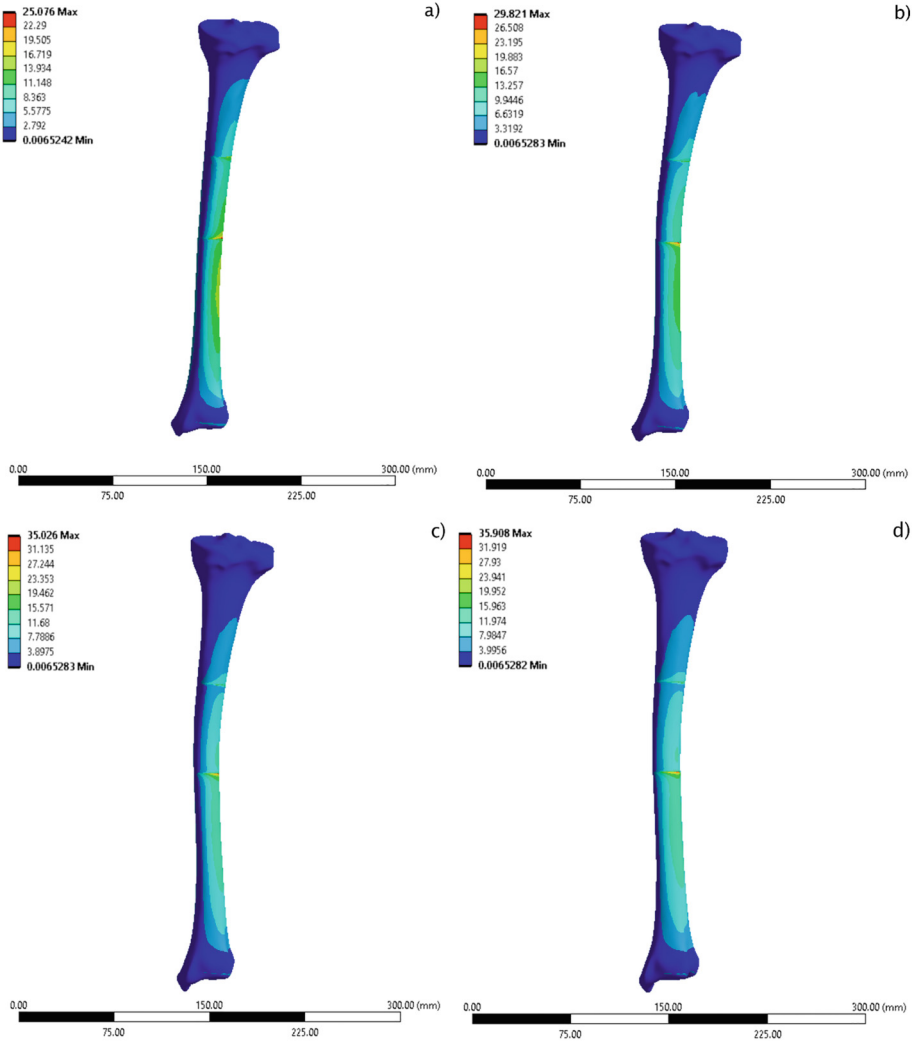 a)
25.076 Max
22.29
19.505
16.719
13.934
11.148
8.363
5.5775
2.792
0.0065242 Min
0.00 150.00 300.00 (mm)
75.00 225.00
b)
29.821 Max
26.508
23.195
19.883
16.57
13.257
9.9446
6.6319
3.3192
0.0065283 Min
0.00 150.00 300.00 (mm)
75.00 225.00
c)
35.026 Max
31.135
27.244
23.353
19.462
15.571
11.68
7.7886
3.8975
0.0065283 Min
0.00 150.00 300.00 (mm)
75.00 225.00
d)
35.908 Max
31.919
27.93
23.941
19.952
15.963
11.974
7.9847
3.9956
0.0065282 Min
0.00 150.00 300.00 (mm)
75.00 225.00